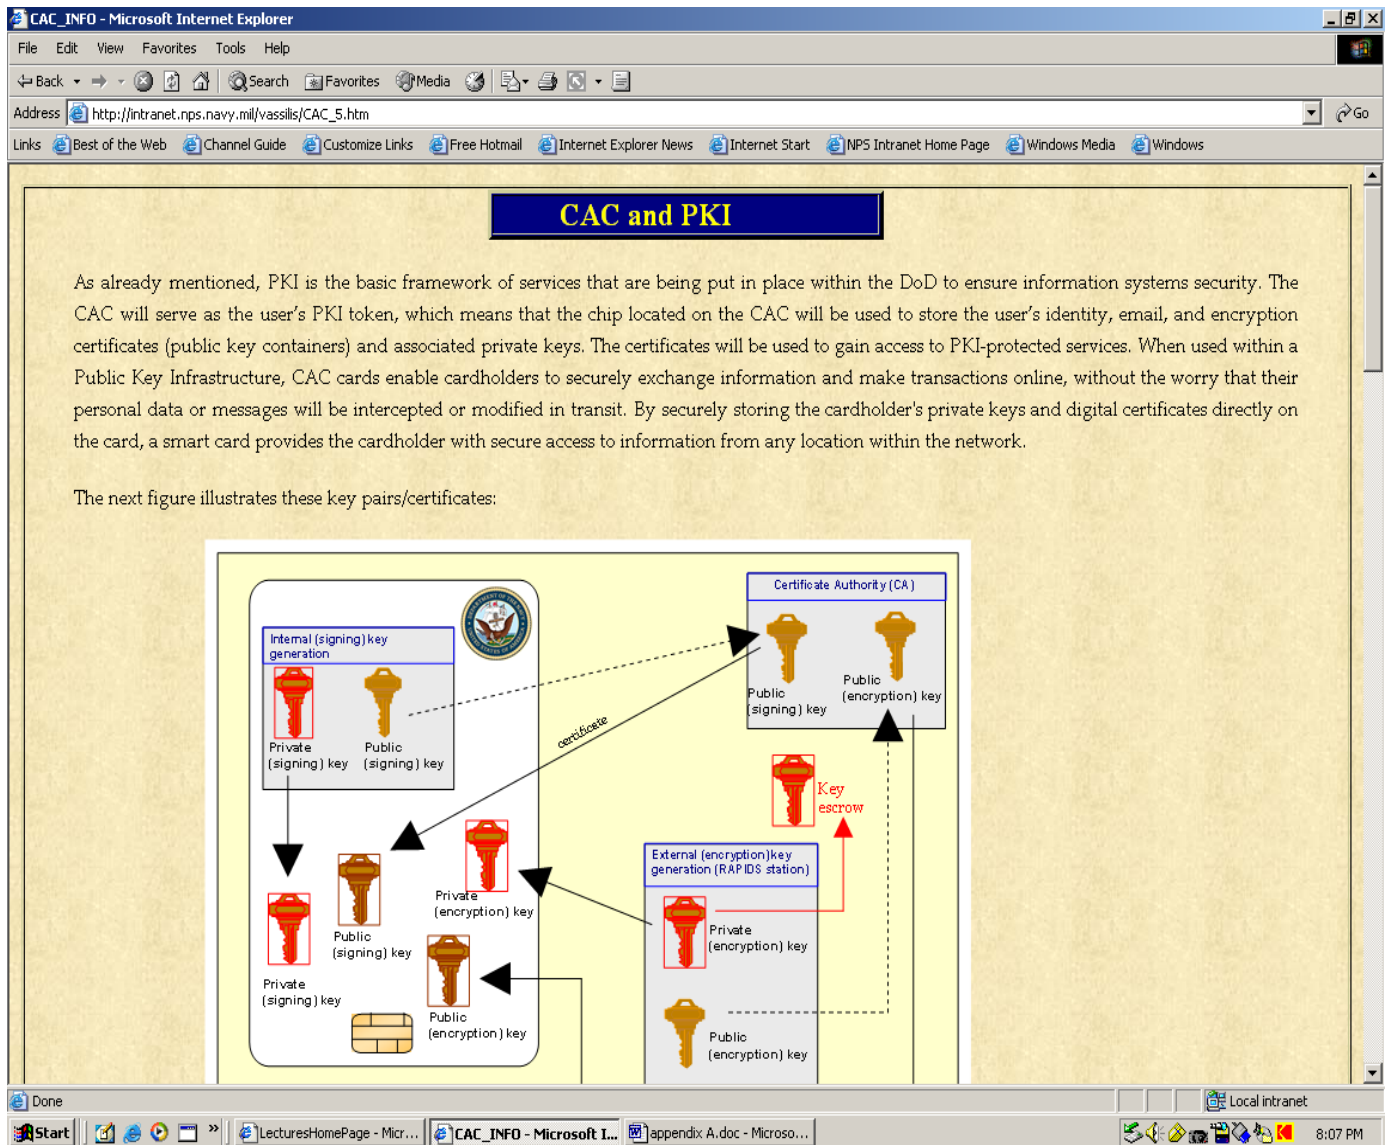 CAC_INFO - Microsoft Internet Explorer
File Edit View Favorites Tools Help
Back Search Favorites Media
Address http://intranet.nps.navy.mil/vassilis/CAC_5.htm Go
Links Best of the Web Channel Guide Customize Links Free Hotmail Internet Explorer News Internet Start NPS Intranet Home Page Windows Media Windows
CAC and PKI
As already mentioned, PKI is the basic framework of services that are being put in place within the DoD to ensure information systems security. The
CAC will serve as the user's PKI token, which means that the chip located on the CAC will be used to store the user's identity, email, and encryption
certificates (public key containers) and associated private keys. The certificates will be used to gain access to PKI-protected services. When used within a
Public Key Infrastructure, CAC cards enable cardholders to securely exchange information and make transactions online, without the worry that their
personal data or messages will be intercepted or modified in transit. By securely storing the cardholder's private keys and digital certificates directly on
the card, a smart card provides the cardholder with secure access to information from any location within the network.
The next figure illustrates these key pairs/certificates:
Internal (signing) key
generation
Private
(signing) key
Public
(signing) key
certificate
Certificate Authority (CA)
Public
(signing) key
Public
(encryption) key
Key
escrow
External (encryption)key
generation (RAPIDS station)
Private
(encryption) key
Public
(encryption) key
Private
(encryption) key
Public
(signing) key
Private
(signing) key
Public
(encryption) key
Done Local intranet
Start » LecturesHomePage - Micr... CAC_INFO - Microsoft I... appendix A.doc - Microso... 8:07 PM